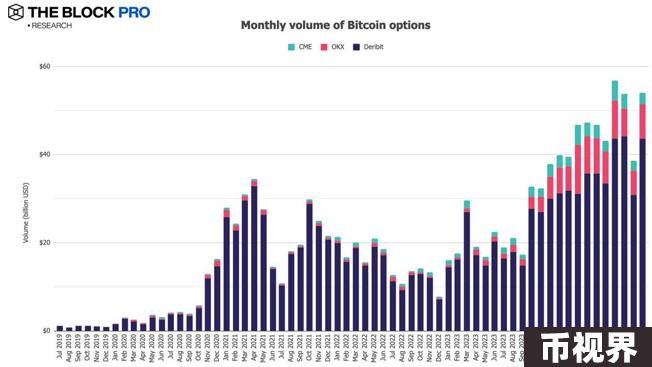 THE BLOCK PRO
• RESEARCH
Monthly volume of Bitcoin options
CME OKX Deribit
$60
$40
$20
$0
Volume (billion USD)
Jul 2019 Aug 2019 Sep 2019 Oct 2019 Nov 2019 Dec 2019 Jan 2020 Feb 2020 Mar 2020 Apr 2020 May 2020 Jun 2020 Jul 2020 Aug 2020 Sep 2020 Oct 2020 Nov 2020 Dec 2020 Jan 2021 Feb 2021 Mar 2021 Apr 2021 May 2021 Jun 2021 Jul 2021 Aug 2021 Sep 2021 Oct 2021 Nov 2021 Dec 2021 Jan 2022 Feb 2022 Mar 2022 Apr 2022 May 2022 Jun 2022 Jul 2022 Aug 2022 Sep 2022 Oct 2022 Nov 2022 Dec 2022 Jan 2023 Feb 2023 Mar 2023 Apr 2023 May 2023 Jun 2023 Jul 2023 Aug 2023 Sep 2023
币视界